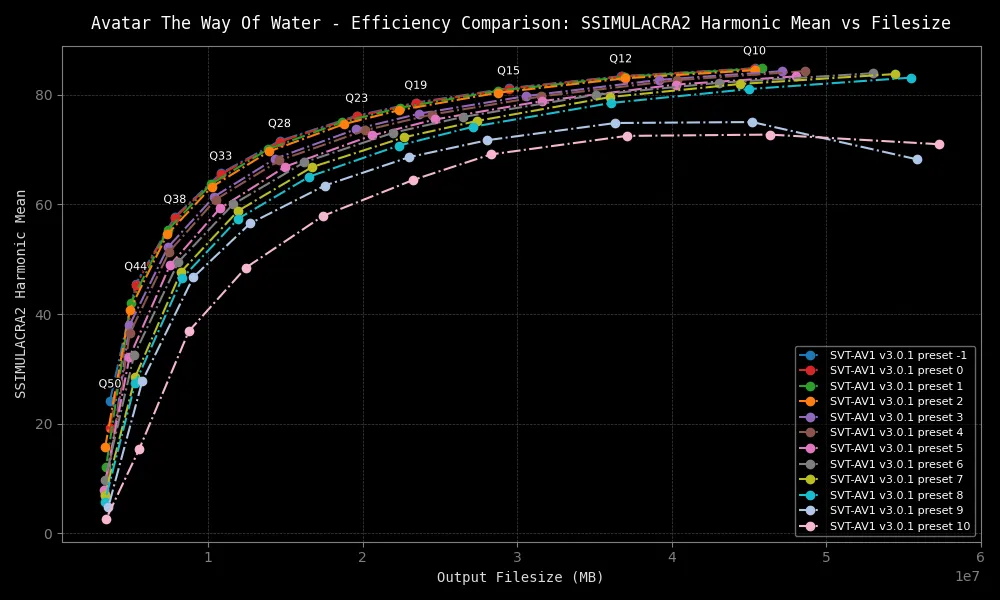 Avatar The Way Of Water - Efficiency Comparison: SSIMULACRA2 Harmonic Mean vs Filesize
SSIMULACRA2 Harmonic Mean
80
60
40
20
0
Q50
Q44
Q38
Q33
Q28
Q23
Q19
Q15
Q12
Q10
SVT-AV1 v3.0.1 preset -1
SVT-AV1 v3.0.1 preset 0
SVT-AV1 v3.0.1 preset 1
SVT-AV1 v3.0.1 preset 2
SVT-AV1 v3.0.1 preset 3
SVT-AV1 v3.0.1 preset 4
SVT-AV1 v3.0.1 preset 5
SVT-AV1 v3.0.1 preset 6
SVT-AV1 v3.0.1 preset 7
SVT-AV1 v3.0.1 preset 8
SVT-AV1 v3.0.1 preset 9
SVT-AV1 v3.0.1 preset 10
1 2 3 4 5 6
1e7
Output Filesize (MB)